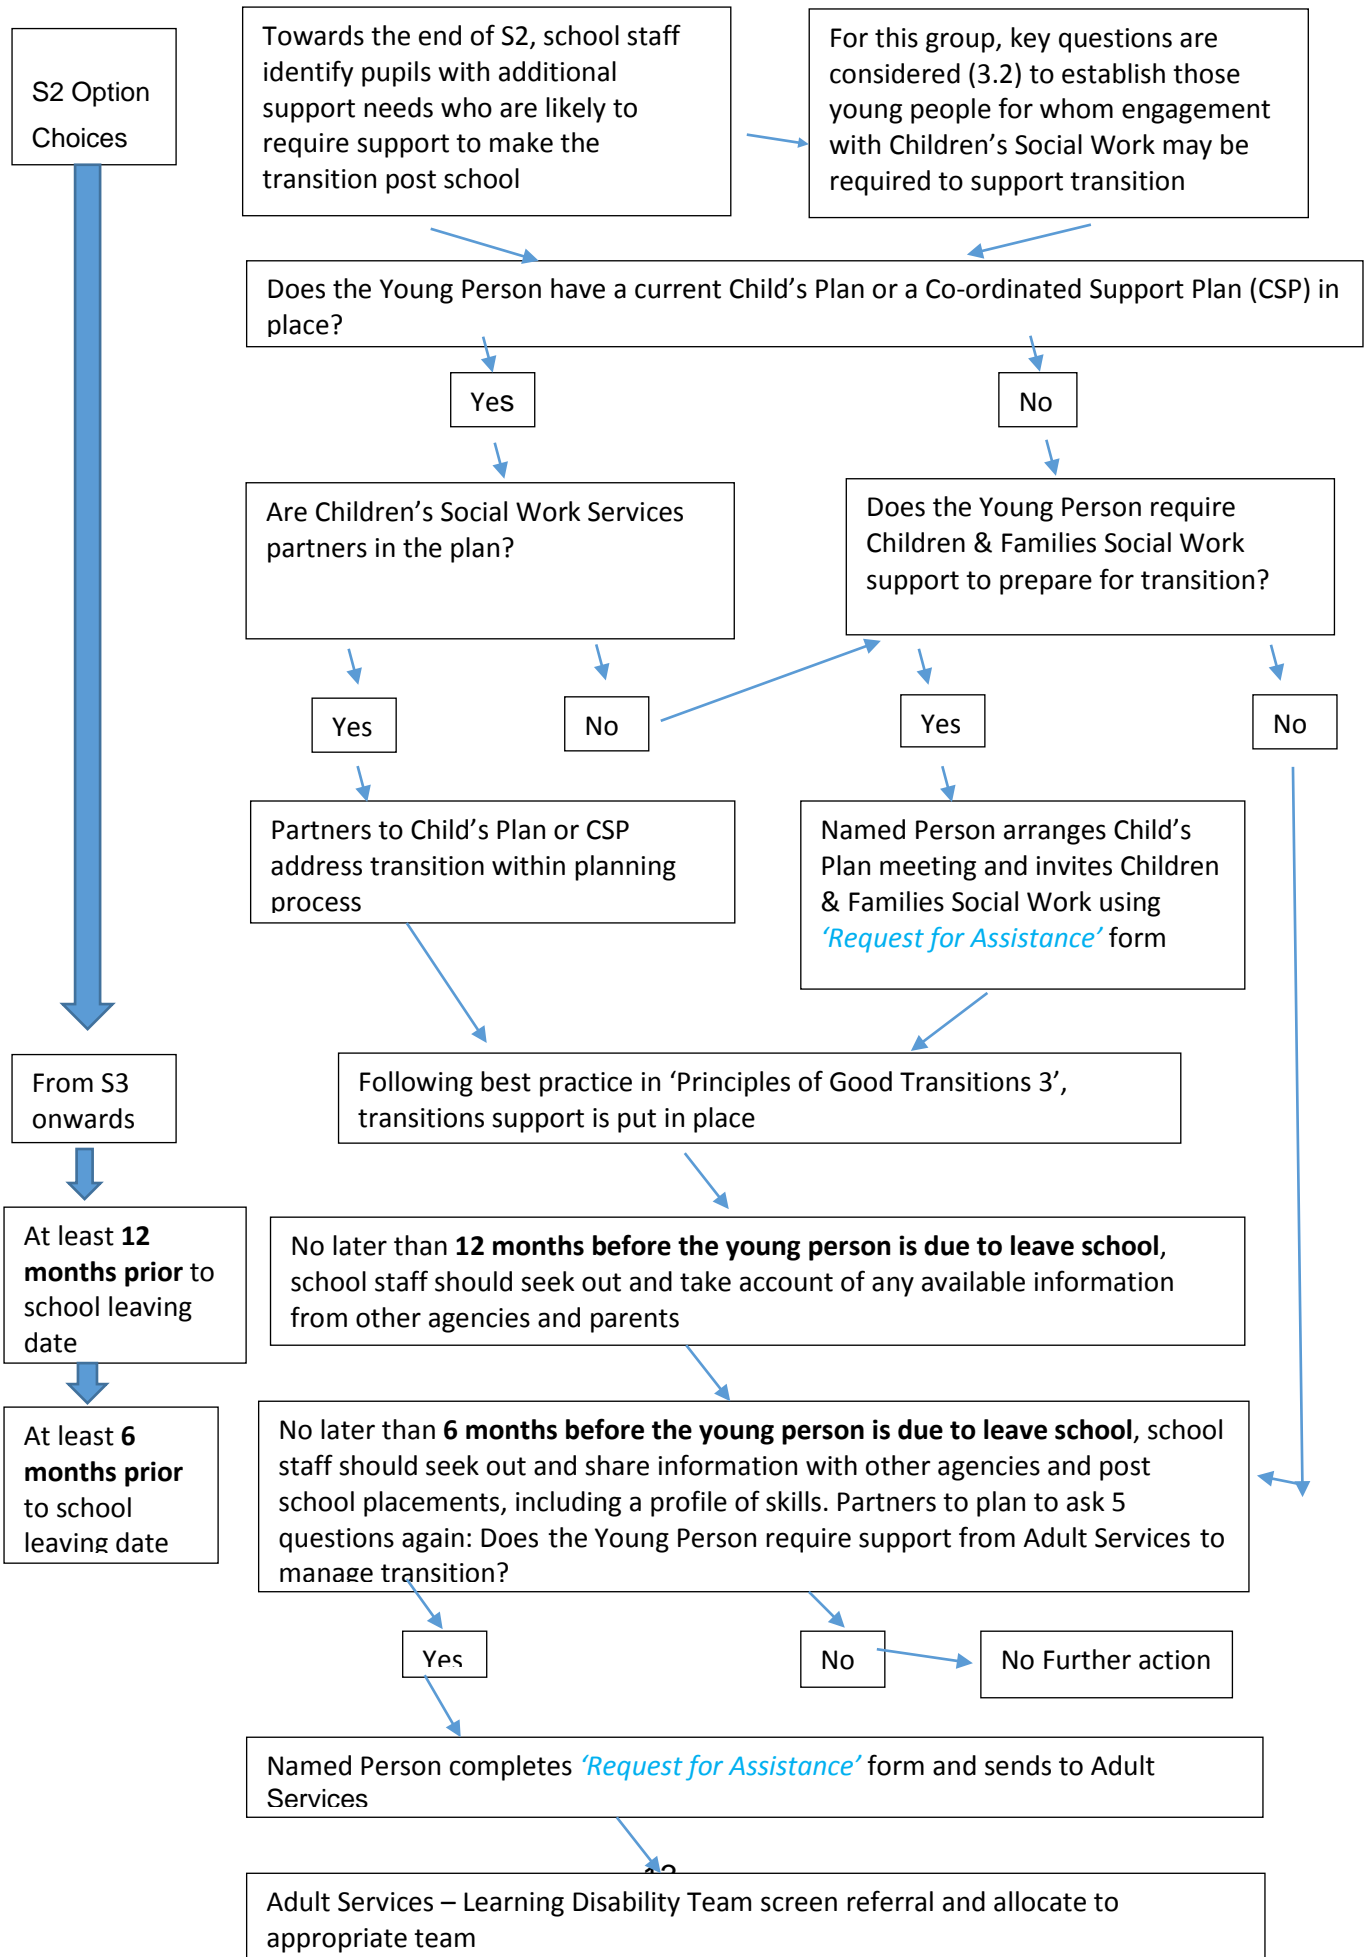 S2 Option
Choices
Towards the end of S2, school staff
identify pupils with additional
support needs who are likely to
require support to make the
transition post school
For this group, key questions are
considered (3.2) to establish those
young people for whom engagement
with Children’s Social Work may be
required to support transition
Does the Young Person have a current Child’s Plan or a Co-ordinated Support Plan (CSP) in
place?
Yes
No
Are Children’s Social Work Services
partners in the plan?
Does the Young Person require
Children & Families Social Work
support to prepare for transition?
Yes
No
Yes
No
Partners to Child’s Plan or CSP
address transition within planning
process
Named Person arranges Child’s
Plan meeting and invites Children
& Families Social Work using
‘Request for Assistance’ form
From S3
onwards
Following best practice in ‘Principles of Good Transitions 3’,
transitions support is put in place
At least 12
months prior to
school leaving
date
No later than 12 months before the young person is due to leave school,
school staff should seek out and take account of any available information
from other agencies and parents
At least 6
months prior
to school
leaving date
No later than 6 months before the young person is due to leave school, school
staff should seek out and share information with other agencies and post
school placements, including a profile of skills. Partners to plan to ask 5
questions again: Does the Young Person require support from Adult Services to
manage transition?
Yes
No
No Further action
Named Person completes ‘Request for Assistance’ form and sends to Adult
Services
Adult Services – Learning Disability Team screen referral and allocate to
appropriate team